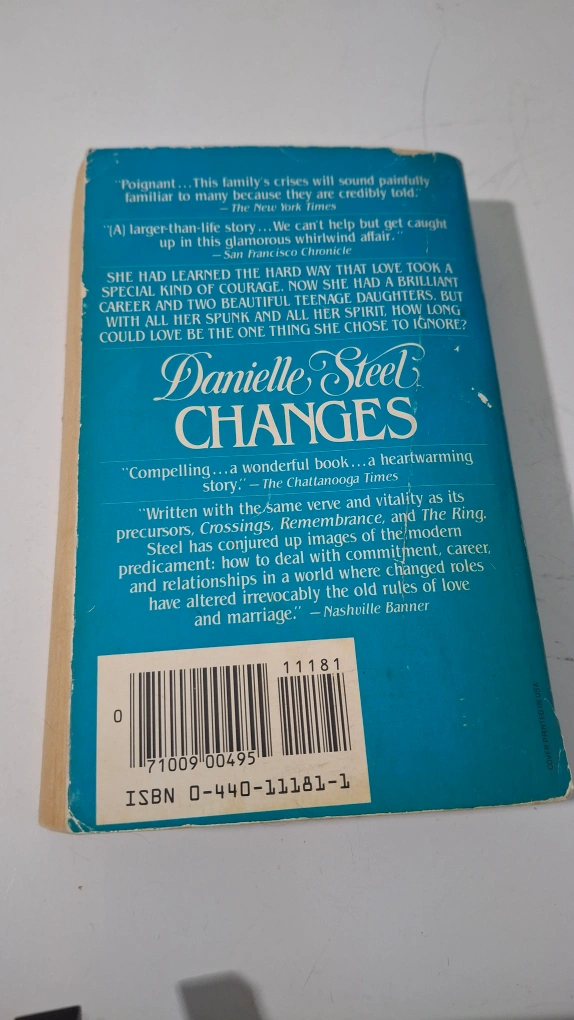 "Poignant...This family's crises will sound painfully
familiar to many because they are credibly told."
— The New York Times
"(A) larger-than-life story...We can't help but get caught
up in this glamorous whirlwind affair."
— San Francisco Chronicle
SHE HAD LEARNED THE HARD WAY THAT LOVE TOOK A
SPECIAL KIND OF COURAGE. NOW SHE HAD A BRILLIANT
CAREER AND TWO BEAUTIFUL TEENAGE DAUGHTERS. BUT
WITH ALL HER SPUNK AND ALL HER SPIRIT, HOW LONG
COULD LOVE BE THE ONE THING SHE CHOSE TO IGNORE?
Danielle Steel
CHANGES
"Compelling...a wonderful book...a heartwarming
story." — The Chattanooga Times
"Written with the same verve and vitality as its
precursors, Crossings, Remembrance, and The Ring.
Steel has conjured up images of the modern
predicament: how to deal with commitment, career,
and relationships in a world where changed roles
have altered irrevocably the old rules of love
and marriage." — Nashville Banner
11181
0
71009 00495
ISBN 0-440-11181-1
COVER PRINTED IN USA